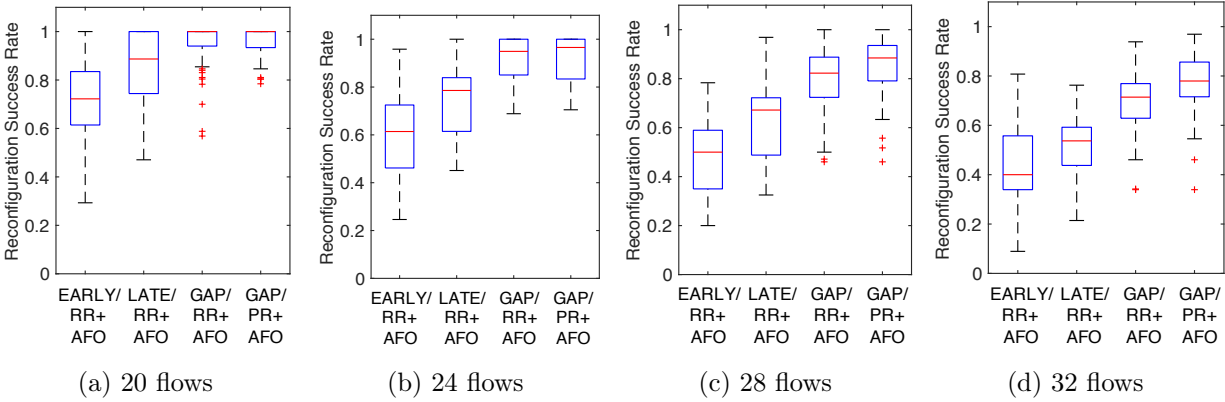 Reconfiguration Success Rate
1
0.8
0.6
0.4
0.2
0
EARLY/ LATE/ GAP/ GAP/
RR+ RR+ RR+ PR+
AFO AFO AFO AFO
(a) 20 flows
Reconfiguration Success Rate
1
0.8
0.6
0.4
0.2
0
EARLY/ LATE/ GAP/ GAP/
RR+ RR+ RR+ PR+
AFO AFO AFO AFO
(b) 24 flows
Reconfiguration Success Rate
1
0.8
0.6
0.4
0.2
0
EARLY/ LATE/ GAP/ GAP/
RR+ RR+ RR+ PR+
AFO AFO AFO AFO
(c) 28 flows
Reconfiguration Success Rate
1
0.8
0.6
0.4
0.2
0
EARLY/ LATE/ GAP/ GAP/
RR+ RR+ RR+ PR+
AFO AFO AFO AFO
(d) 32 flows